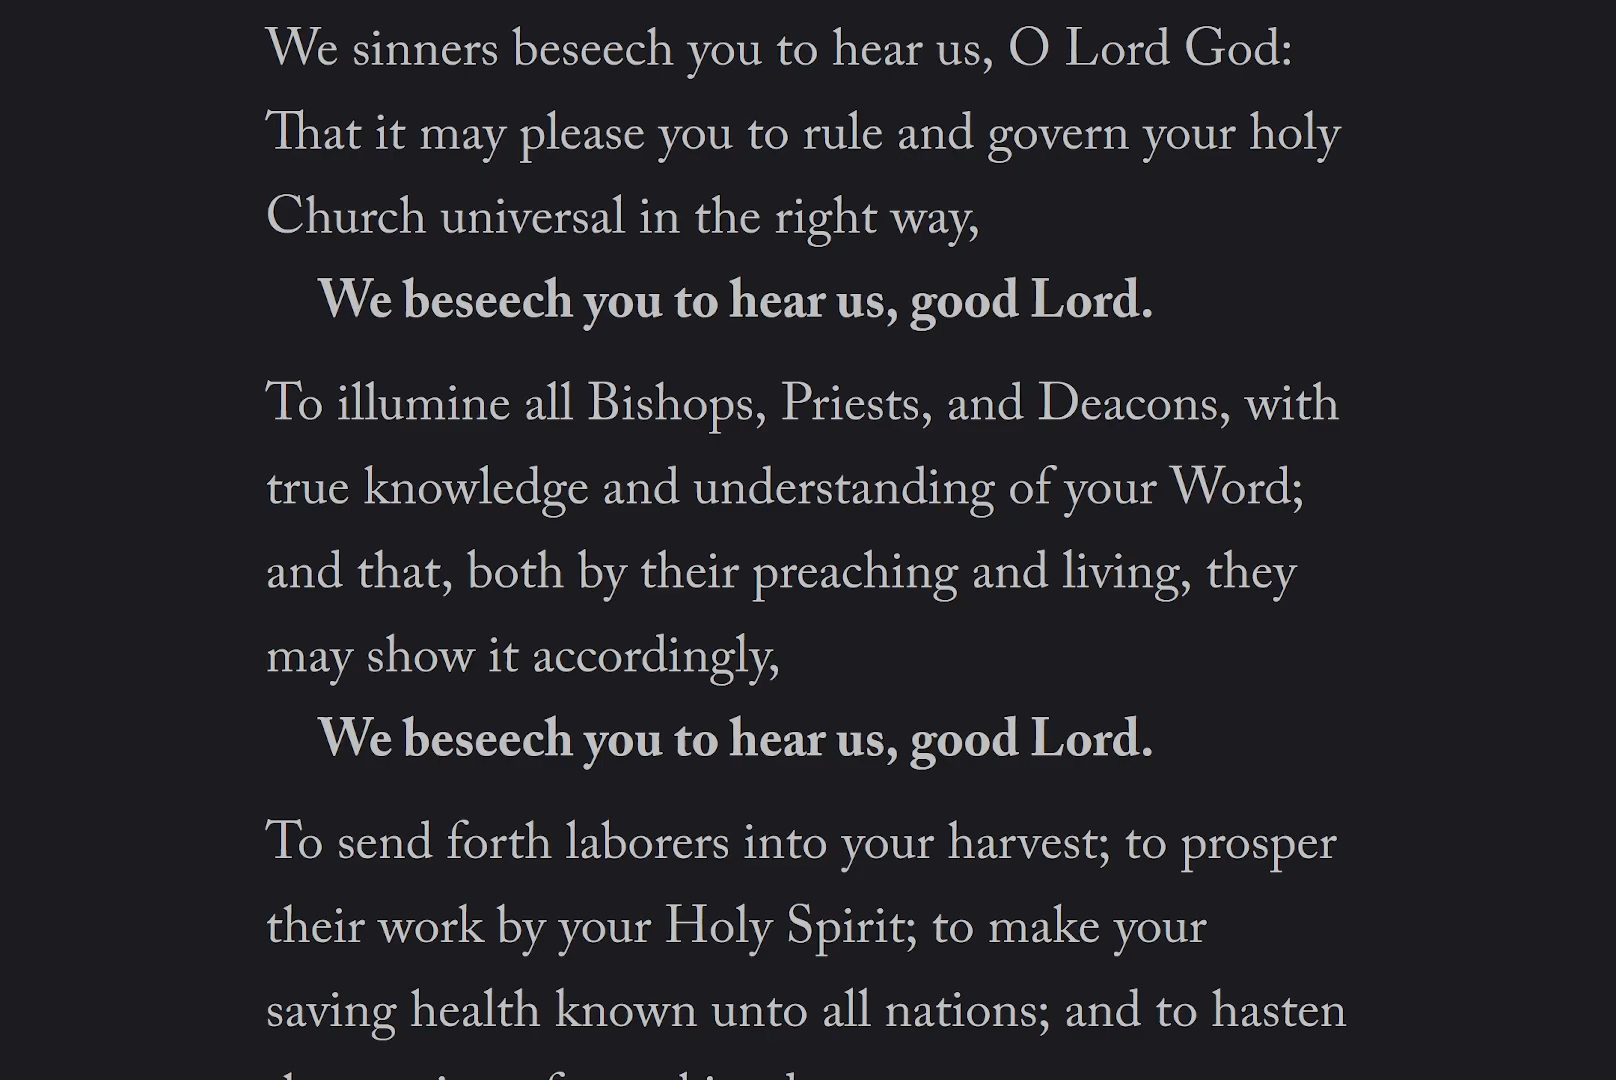 We sinners beseech you to hear us, O Lord God:
That it may please you to rule and govern your holy
Church universal in the right way,
We beseech you to hear us, good Lord.
To illumine all Bishops, Priests, and Deacons, with
true knowledge and understanding of your Word;
and that, both by their preaching and living, they
may show it accordingly,
We beseech you to hear us, good Lord.
To send forth laborers into your harvest; to prosper
their work by your Holy Spirit; to make your
saving health known unto all nations; and to hasten